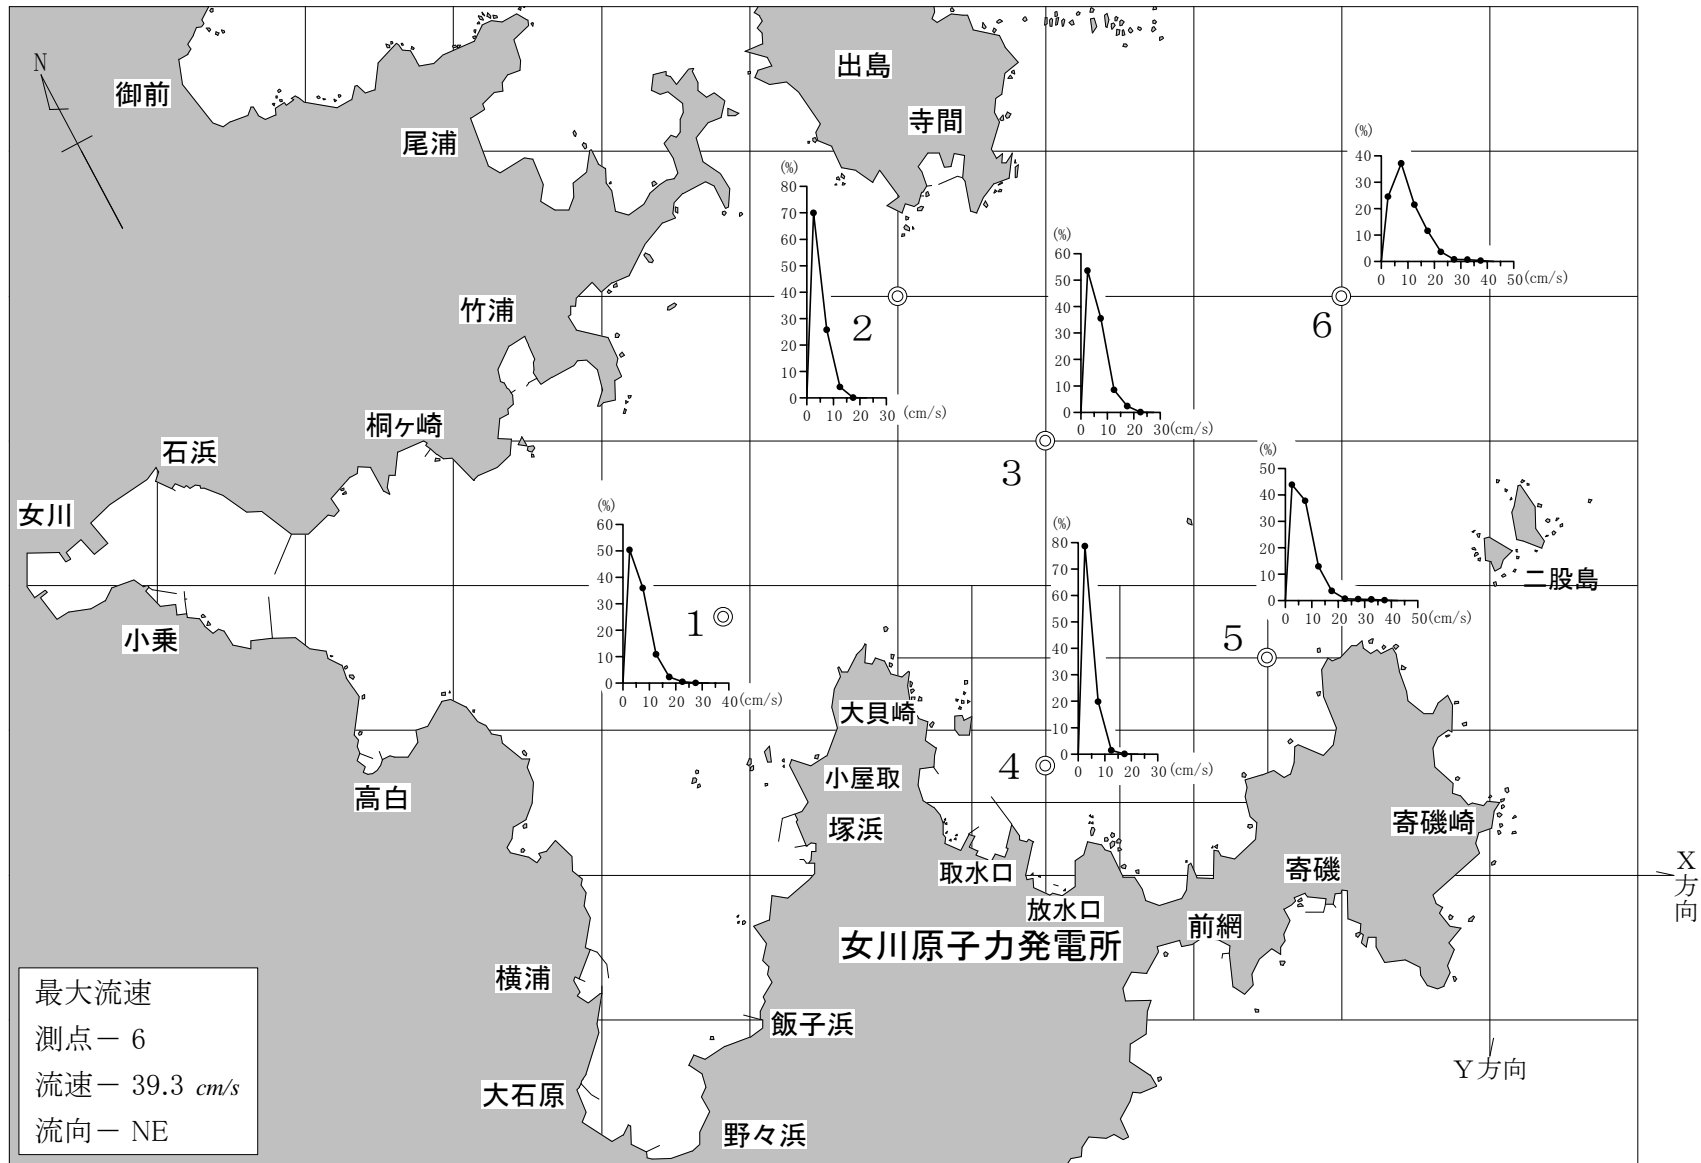 N
御前
出島
寺間
尾浦
(%)
40
30
20
10
0
0 10 20 30 40 50(cm/s)
6
(%)
80
70
60
50
40
30
20
10
0
0 10 20 30 (cm/s)
2
(%)
60
50
40
30
20
10
0
0 10 20 30(cm/s)
3
竹浦
桐ヶ崎
石浜
女川
小乗
(%)
60
50
40
30
20
10
0
0 10 20 30 40(cm/s)
1
(%)
80
70
60
50
40
30
20
10
0
0 10 20 30(cm/s)
4
(%)
50
40
30
20
10
0
0 10 20 30 40 50(cm/s)
5
二股島
大貝崎
小屋取
高白
塚浜
寄磯崎
取水口
寄磯
放水口
前網
女川原子力発電所
X方向
横浦
飯子浜
Y方向
大石原
野々浜
最大流速
測点－ 6
流速－ 39.3 cm/s
流向－ NE